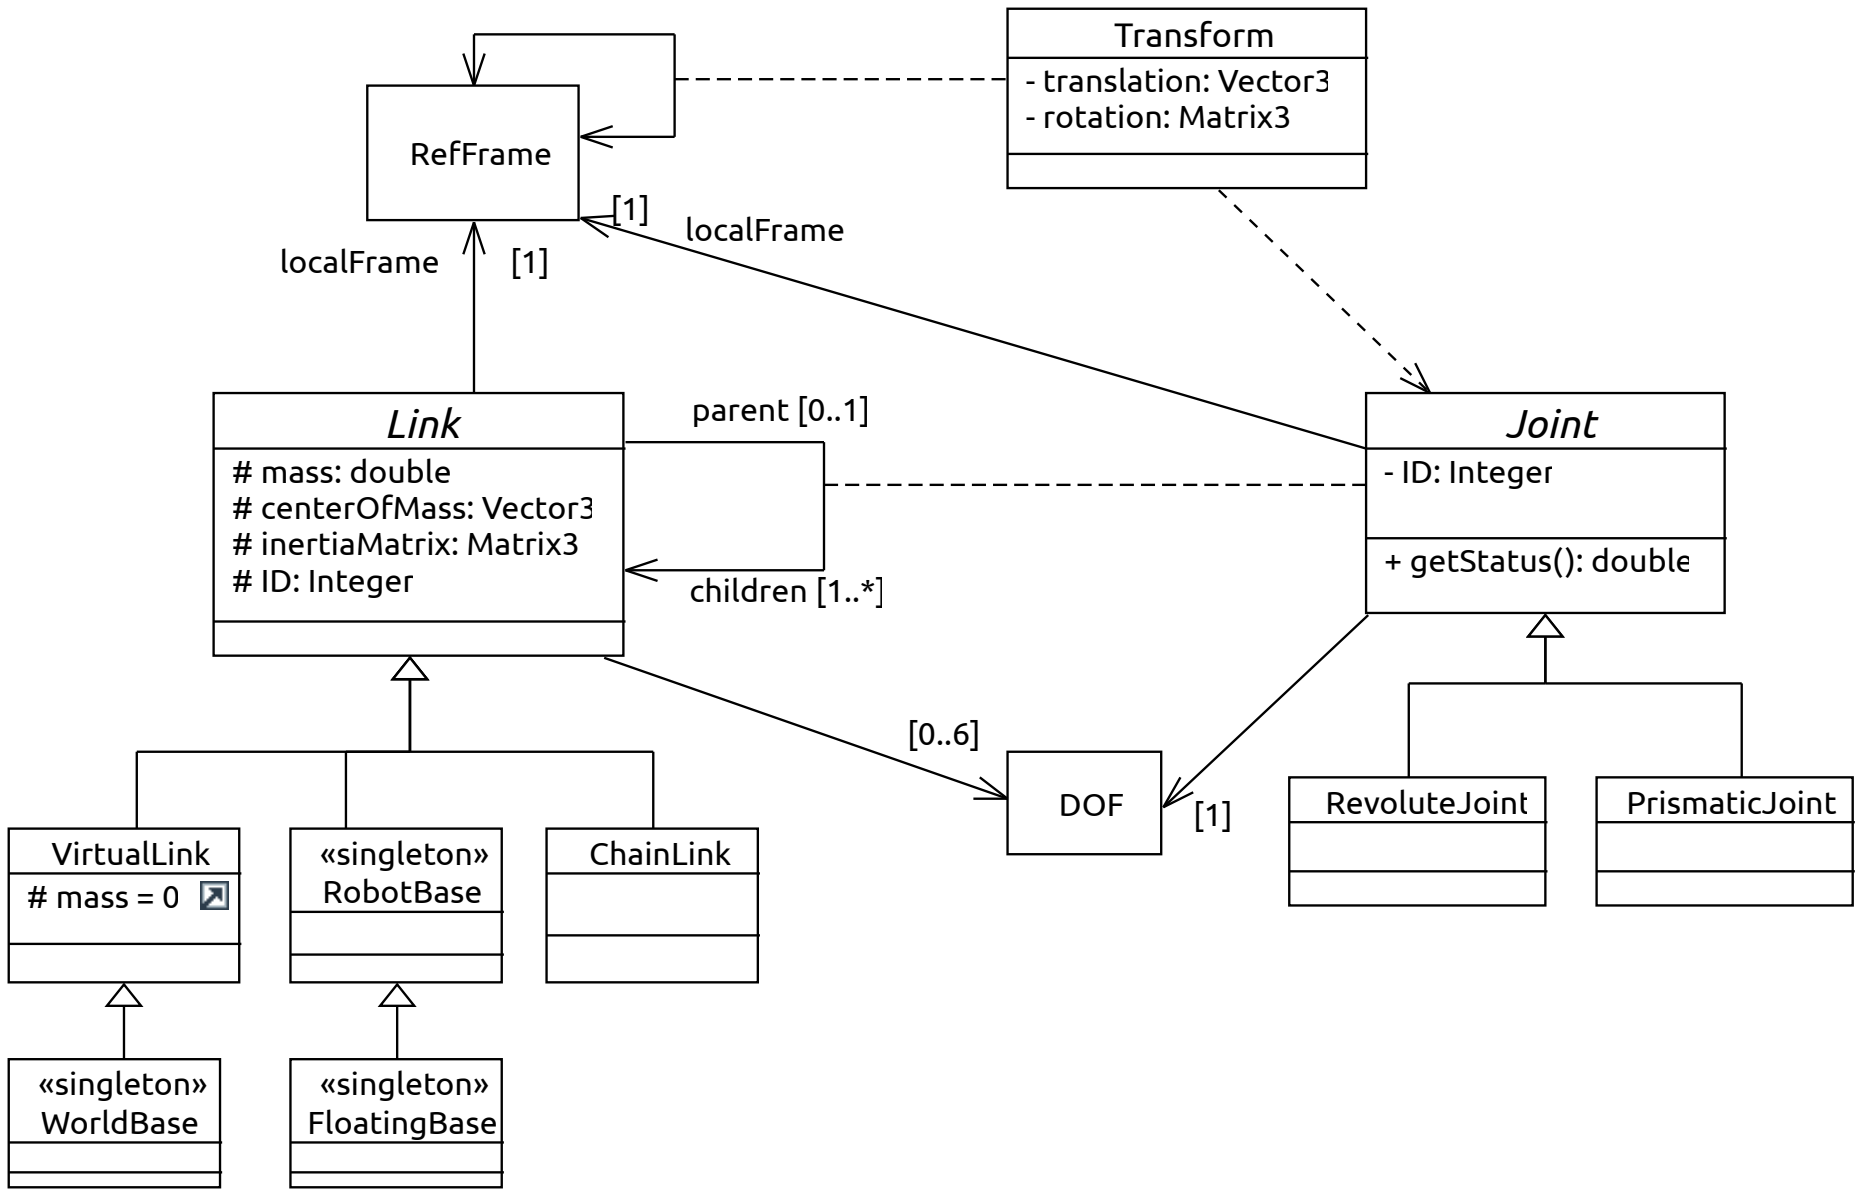 Transform
- translation: Vector3
- rotation: Matrix3
RefFrame
[1]
localFrame
localFrame
[1]
Link
# mass: double
# centerOfMass: Vector3
# inertiaMatrix: Matrix3
# ID: Integer
parent [0..1]
children [1..*]
Joint
- ID: Integer
+ getStatus(): double
[0..6]
DOF
[1]
RevoluteJoint
PrismaticJoint
VirtualLink
# mass = 0
«singleton»
RobotBase
ChainLink
«singleton»
WorldBase
«singleton»
FloatingBase